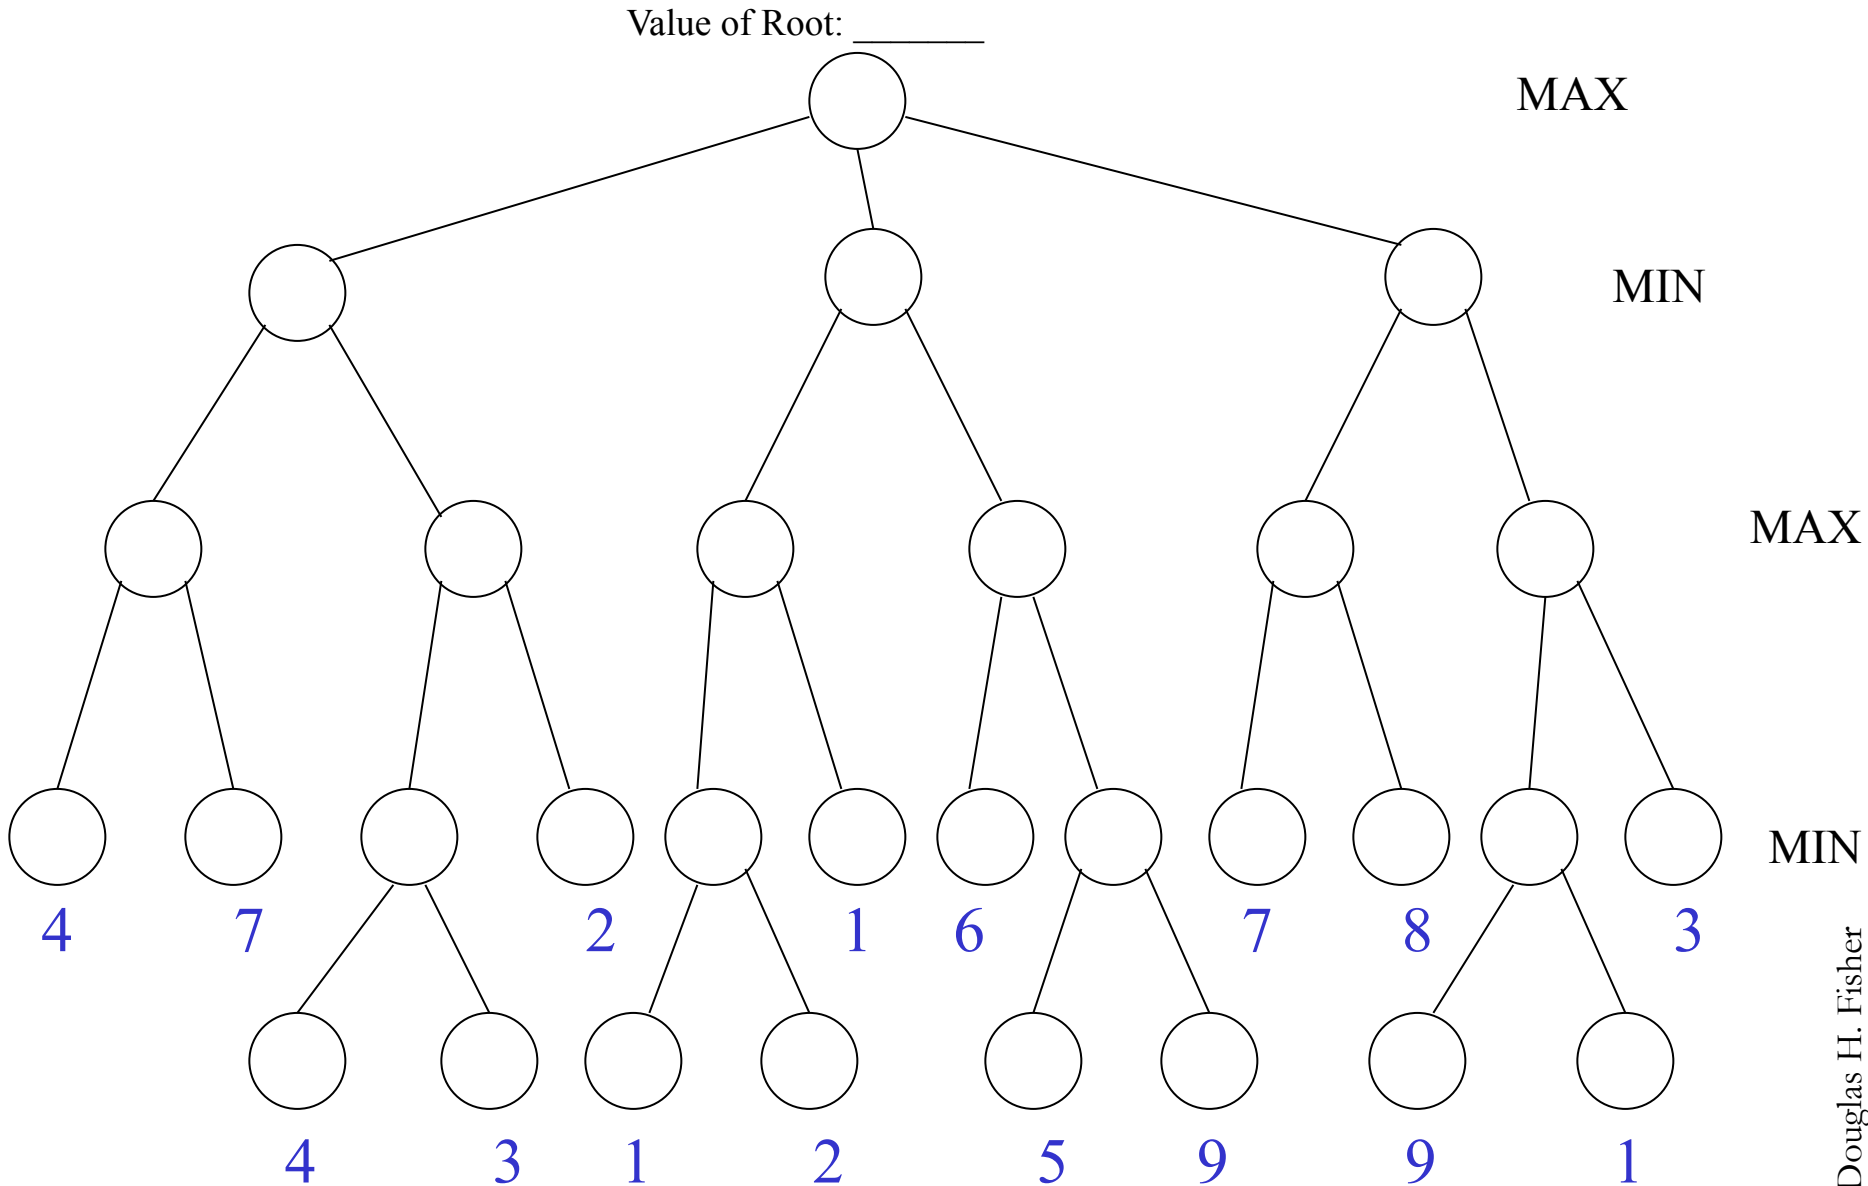 Value of Root: _______
MAX
MIN
MAX
MIN
4 7 2 1 6 7 8 3
4 3 1 2 5 9 9 1
Douglas H. Fisher